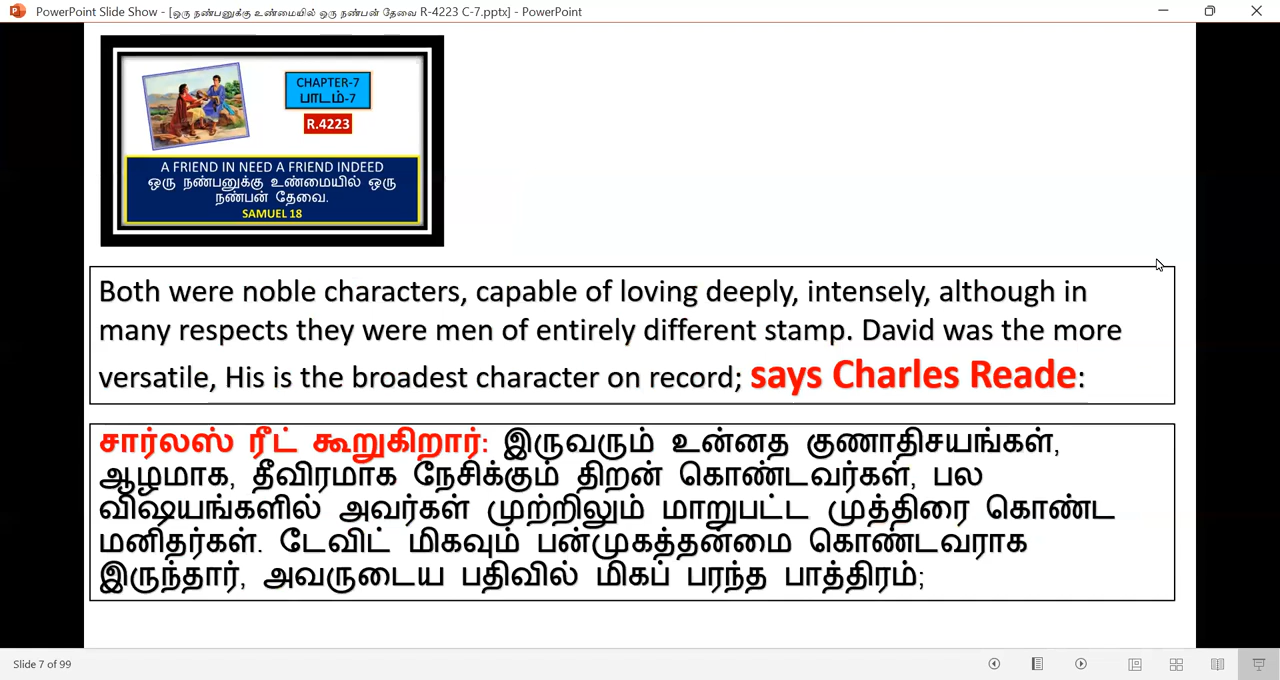 PowerPoint Slide Show - [ஒரு நண்பனுக்கு உண்மையில் ஒரு நண்பன் தேவை R-4223 C-7.pptx] - PowerPoint
CHAPTER-7
பாடம்-7
R.4223
A FRIEND IN NEED A FRIEND INDEED
ஒரு நண்பனுக்கு உண்மையில் ஒரு
நண்பன் தேவை.
SAMUEL 18
Both were noble characters, capable of loving deeply, intensely, although in
many respects they were men of entirely different stamp. David was the more
versatile, His is the broadest character on record; says Charles Reade:
சார்லஸ் ரீட் கூறுகிறார்: இருவரும் உன்னத குணாதிசயங்கள்,
ஆழமாக, தீவிரமாக நேசிக்கும் திறன் கொண்டவர்கள், பல
விஷயங்களில் அவர்கள் முற்றிலும் மாறுபட்ட முத்திரை கொண்ட
மனிதர்கள். டேவிட் மிகவும் பன்முகத்தன்மை கொண்டவராக
இருந்தார், அவருடைய பதிவில் மிகப் பரந்த பாத்திரம்;
Slide 7 of 99